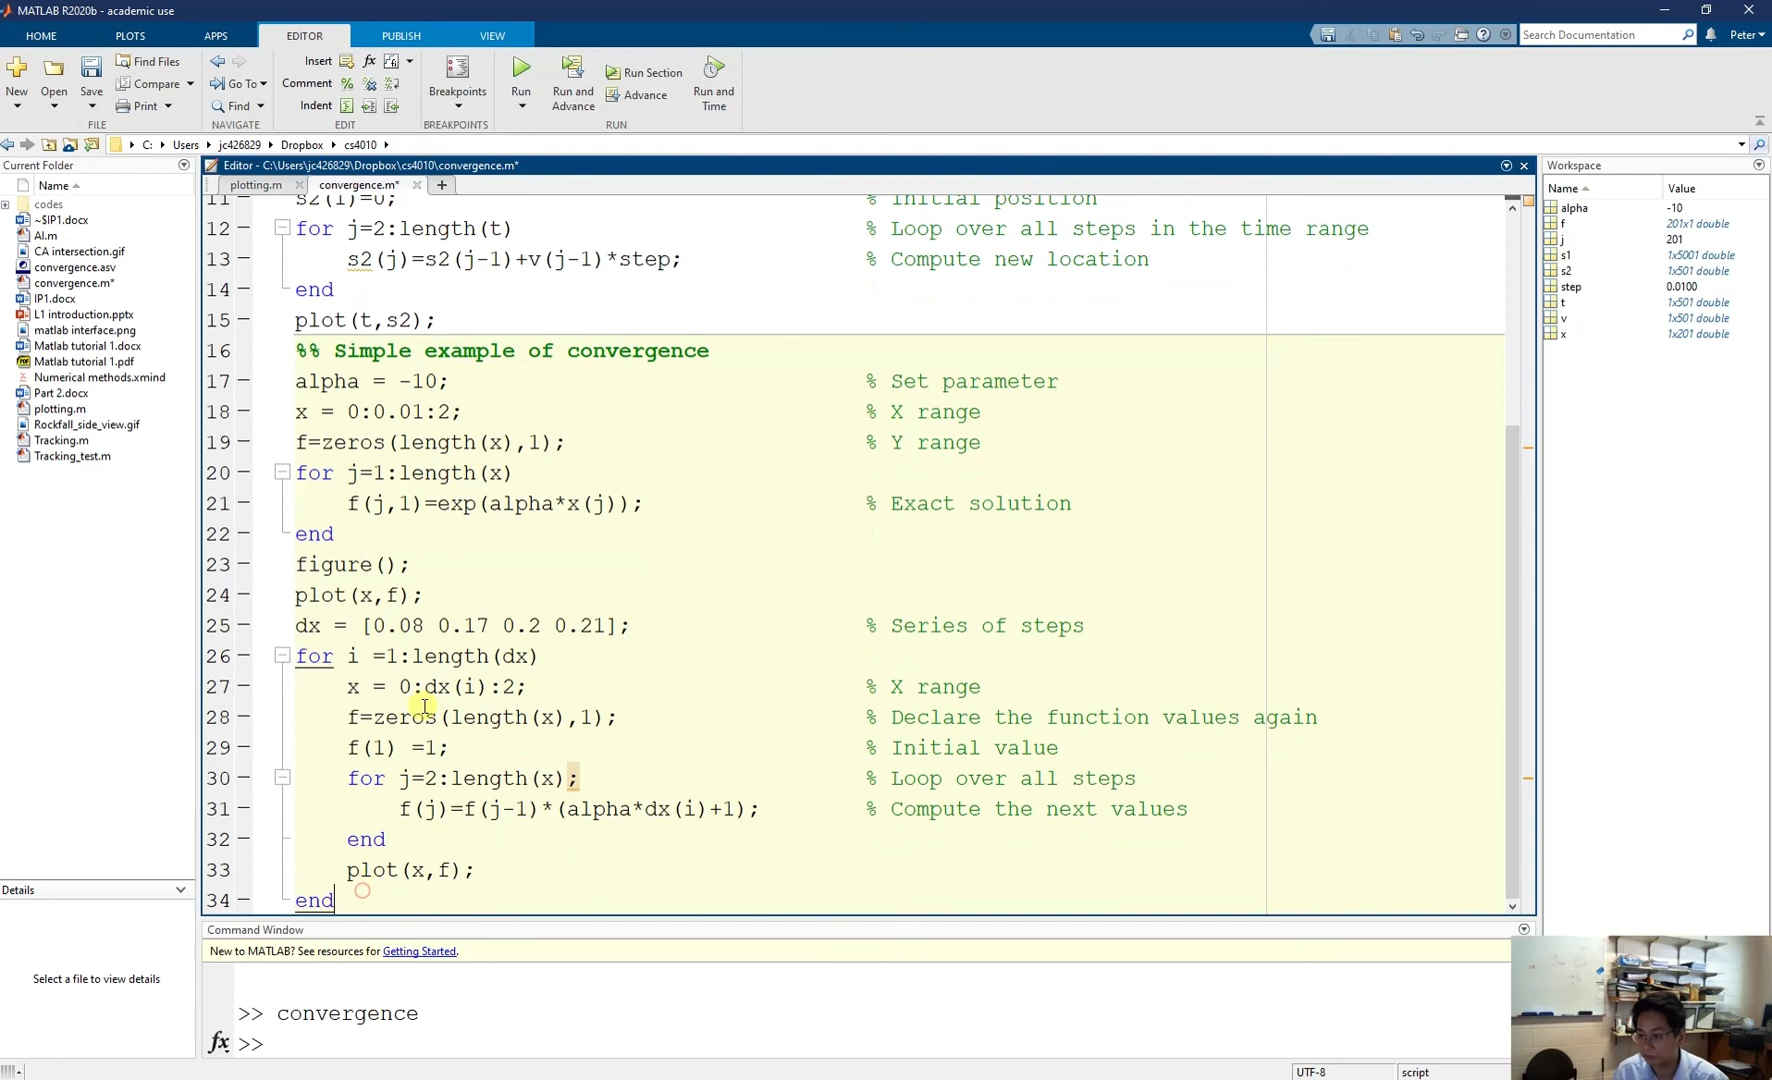 MATLAB R2020b - academic use
HOME PLOTS APPS EDITOR PUBLISH VIEW
Search Documentation
Peter
New
Open
Save
Find Files
Compare
Print
FILE
Go To
Find
NAVIGATE
Insert
fx
Comment
%
Indent
EDIT
Breakpoints
BREAKPOINTS
Run
Run and Advance
Run Section
Advance
Run and Time
RUN
C: Users jc426829 Dropbox cs4010
Current Folder
Name
codes
~$IP1.docx
AI.m
CA intersection.gif
convergence.asv
convergence.m*
IP1.docx
L1 introduction.pptx
matlab interface.png
Matlab tutorial 1.docx
Matlab tutorial 1.pdf
Numerical methods.xmind
Part 2.docx
plotting.m
Rockfall_side_view.gif
Tracking.m
Tracking_test.m
Details
Select a file to view details
Editor - C:\Users\jc426829\Dropbox\cs4010\convergence.m*
plotting.m convergence.m*
11 s2(1)=0; % Initial position
12 for j=2:length(t) % Loop over all steps in the time range
13 s2(j)=s2(j-1)+v(j-1)*step; % Compute new location
14 end
15 plot(t,s2);
16 %% Simple example of convergence
17 alpha = -10; % Set parameter
18 x = 0:0.01:2; % X range
19 f=zeros(length(x),1); % Y range
20 for j=1:length(x)
21 f(j,1)=exp(alpha*x(j)); % Exact solution
22 end
23 figure();
24 plot(x,f);
25 dx = [0.08 0.17 0.2 0.21]; % Series of steps
26 for i =1:length(dx)
27 x = 0:dx(i):2; % X range
28 f=zeros(length(x),1); % Declare the function values again
29 f(1) =1; % Initial value
30 for j=2:length(x); % Loop over all steps
31 f(j)=f(j-1)*(alpha*dx(i)+1); % Compute the next values
32 end
33 plot(x,f);
34 end
Command Window
New to MATLAB? See resources for Getting Started.
>> convergence
fx >>
Workspace
Name Value
alpha -10
f 201x1 double
j 201
s1 1x5001 double
s2 1x501 double
step 0.0100
t 1x501 double
v 1x501 double
x 1x201 double
UTF-8 script